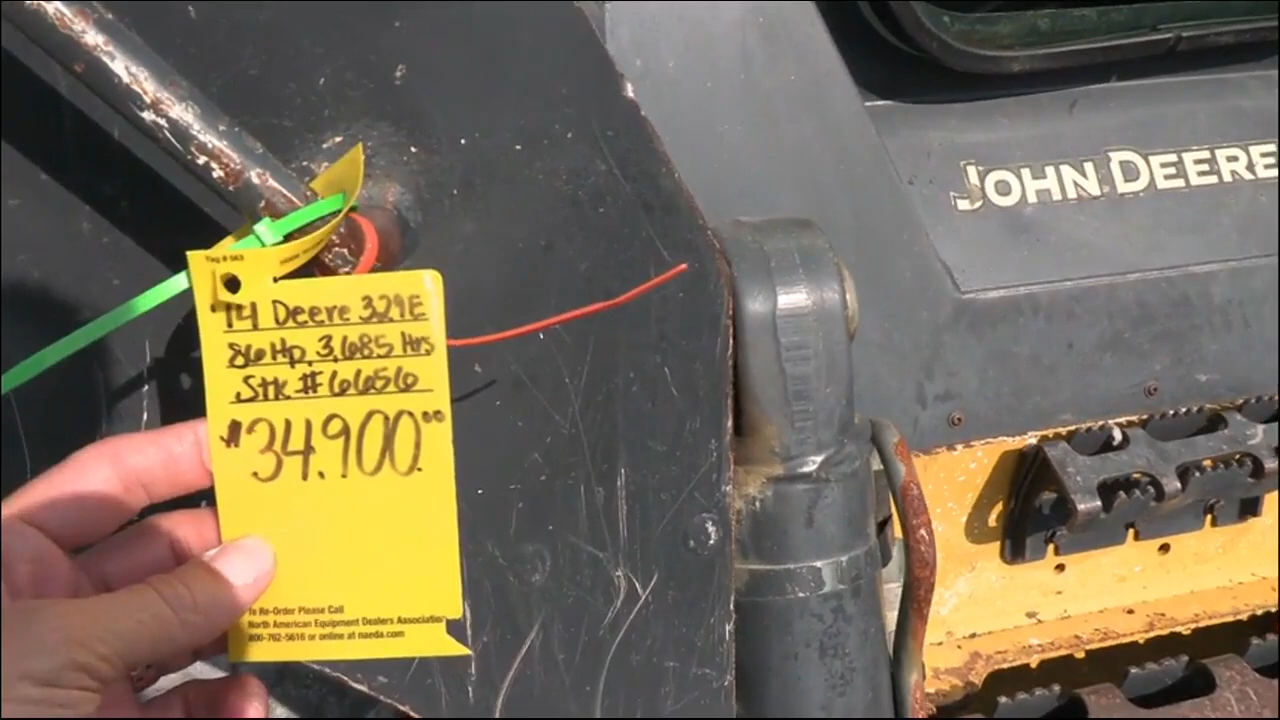 Tag # 563
'14 Deere 329E
86 Hp, 3,685 Hrs
Stk # 6656
$34.900.00
To Re-Order Please Call
North American Equipment Dealers Association
800-762-5616 or online at naeda.com
JOHN DEERE